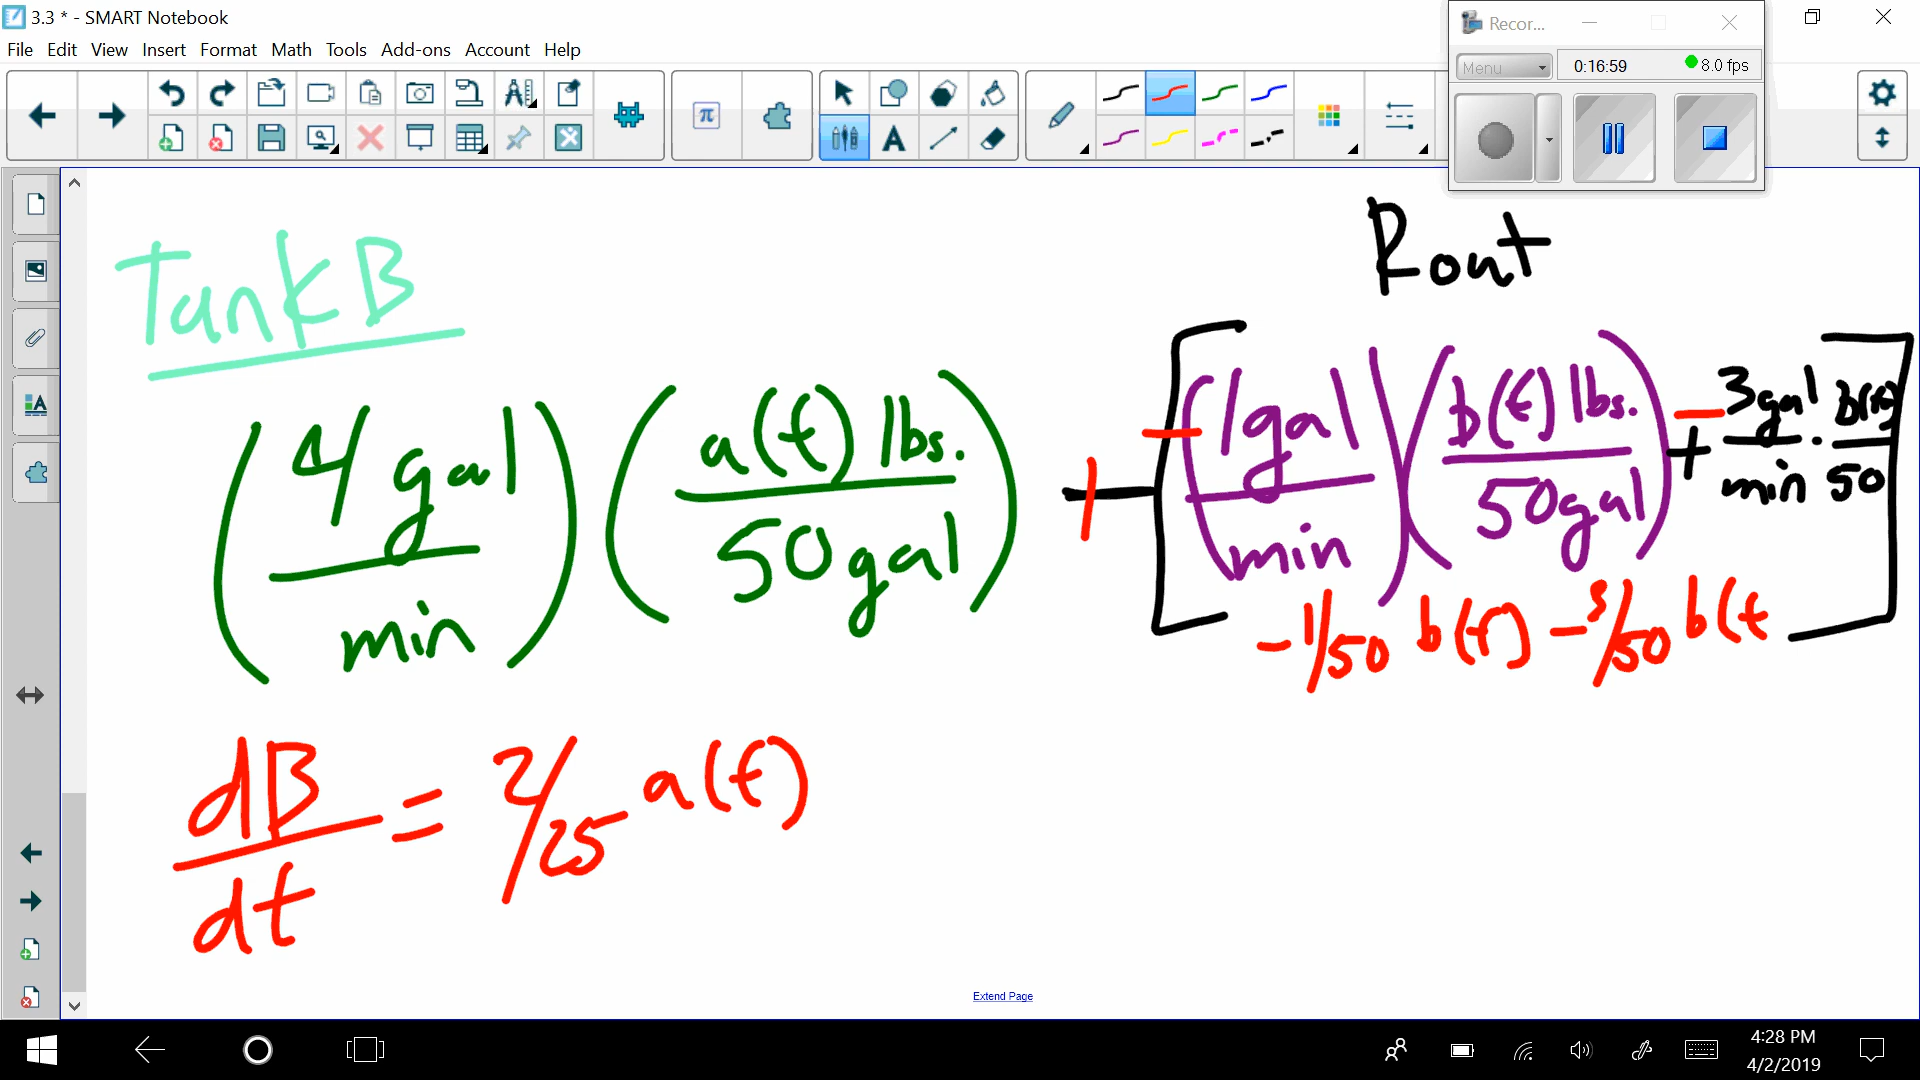 3.3 * - SMART Notebook
File Edit View Insert Format Math Tools Add-ons Account Help
Recor...
Menu
0:16:59
8.0 fps
π
A
Rout
Tank B
(4 gal / min) (a(t) lbs. / 50 gal) + [ - (1 gal / min) (b(t) lbs. / 50 gal) - + 3 gal / min · b(t) / 50 ]
- 1/50 b(t) - 3/50 b(t
dB/dt = 2/25 a(t)
Extend Page
4:28 PM
4/2/2019